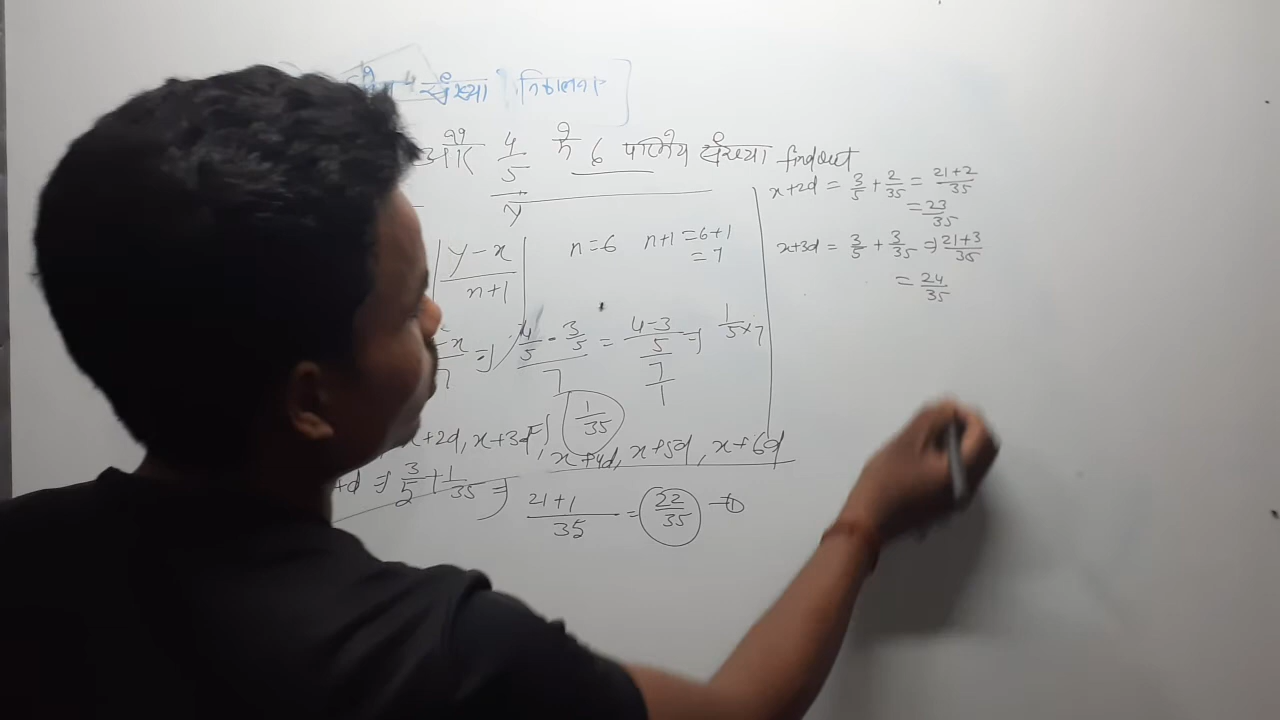 संख्या निकालना]
और 4/5 के 6 परिमेय संख्या findout
y
|y-x / n+1| n=6 n+1 = 6+1
= 7
-x / 7 => 4/5 - 3/5 / 7 = 4-3 / 5 / 7 / 1 => 1/5×7
=) 1/35
x+2d, x+3d, x+4d, x+5d, x+6d
+d => 3/5 + 1/35 => 21+1 / 35 = 22/35 -①
x+2d = 3/5 + 2/35 = 21+2 / 35
= 23/35
x+3d = 3/5 + 3/35 => 21+3 / 35
= 24/35